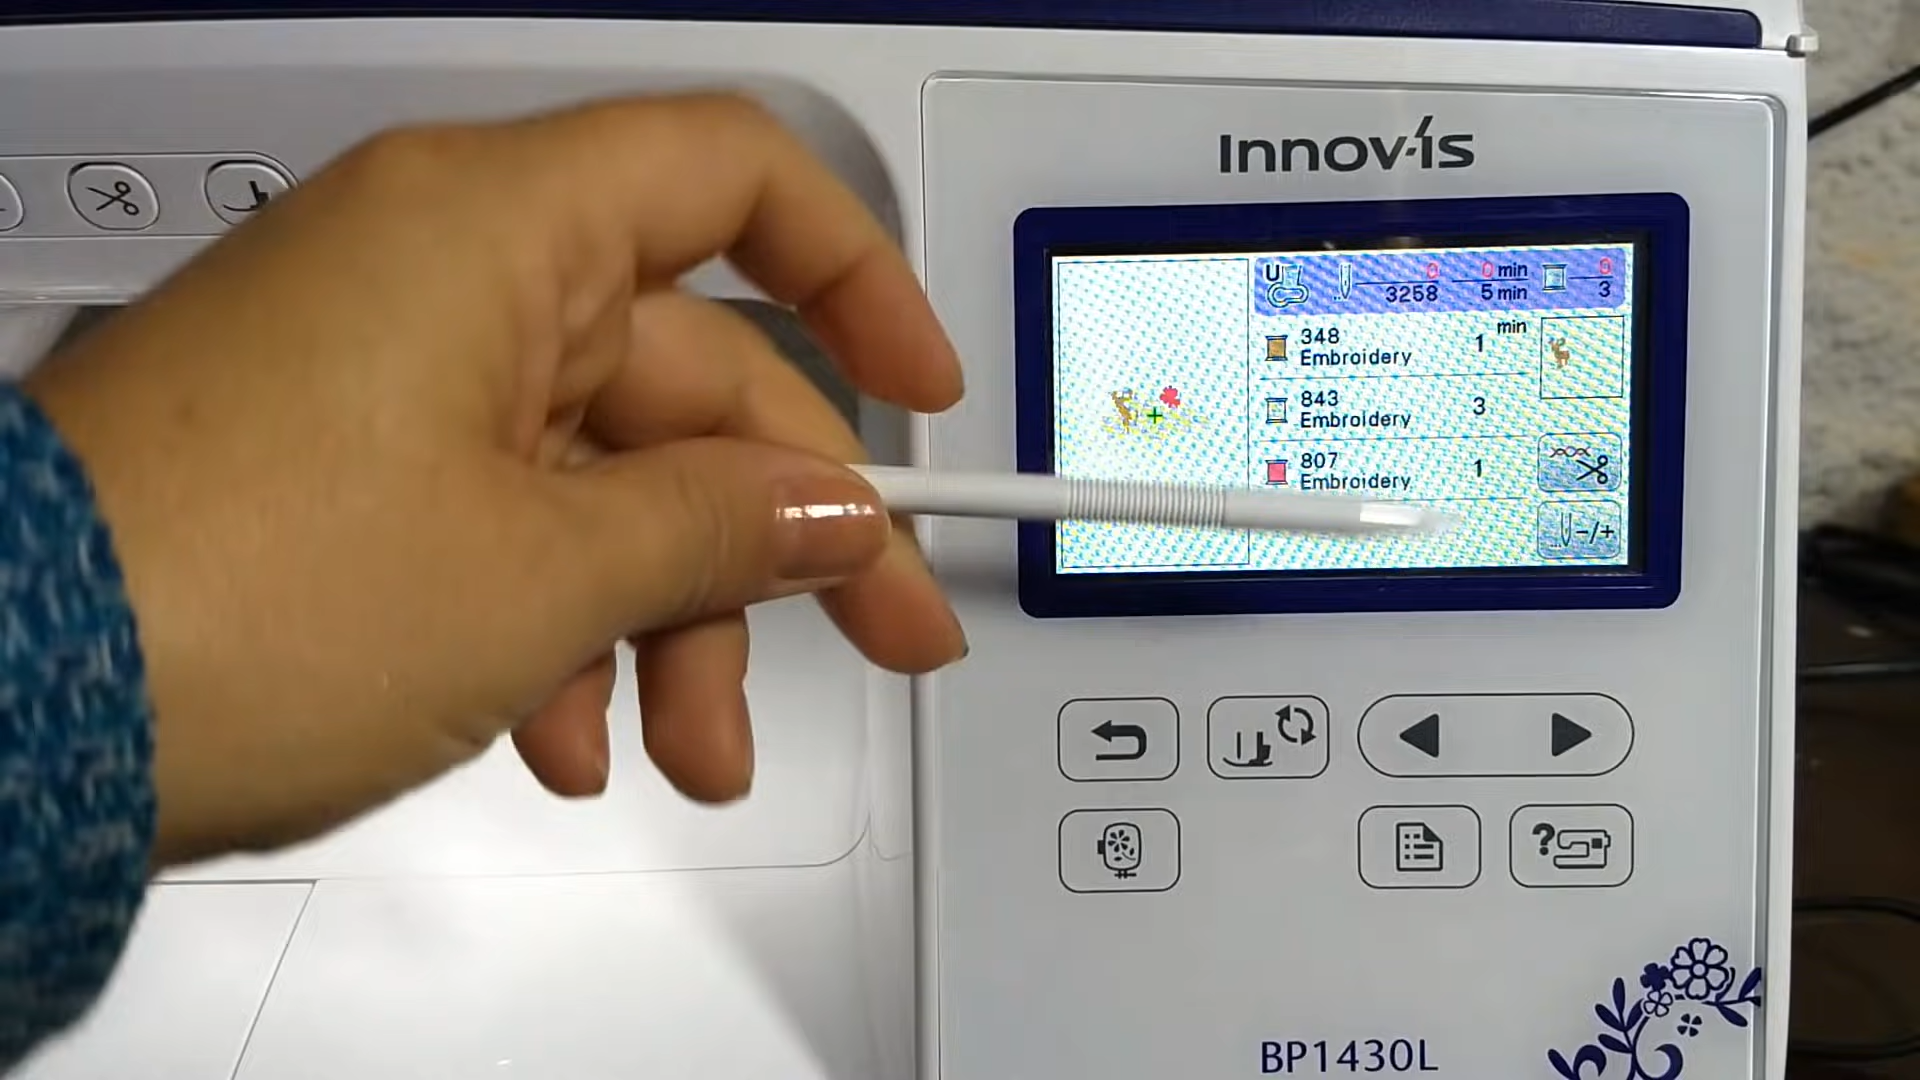 INNOV-ÍS
U 0 0 min 0
3258 5 min 3
min
348
Embroidery 1
843
Embroidery 3
807
Embroidery 1
-/+
?
BP1430L